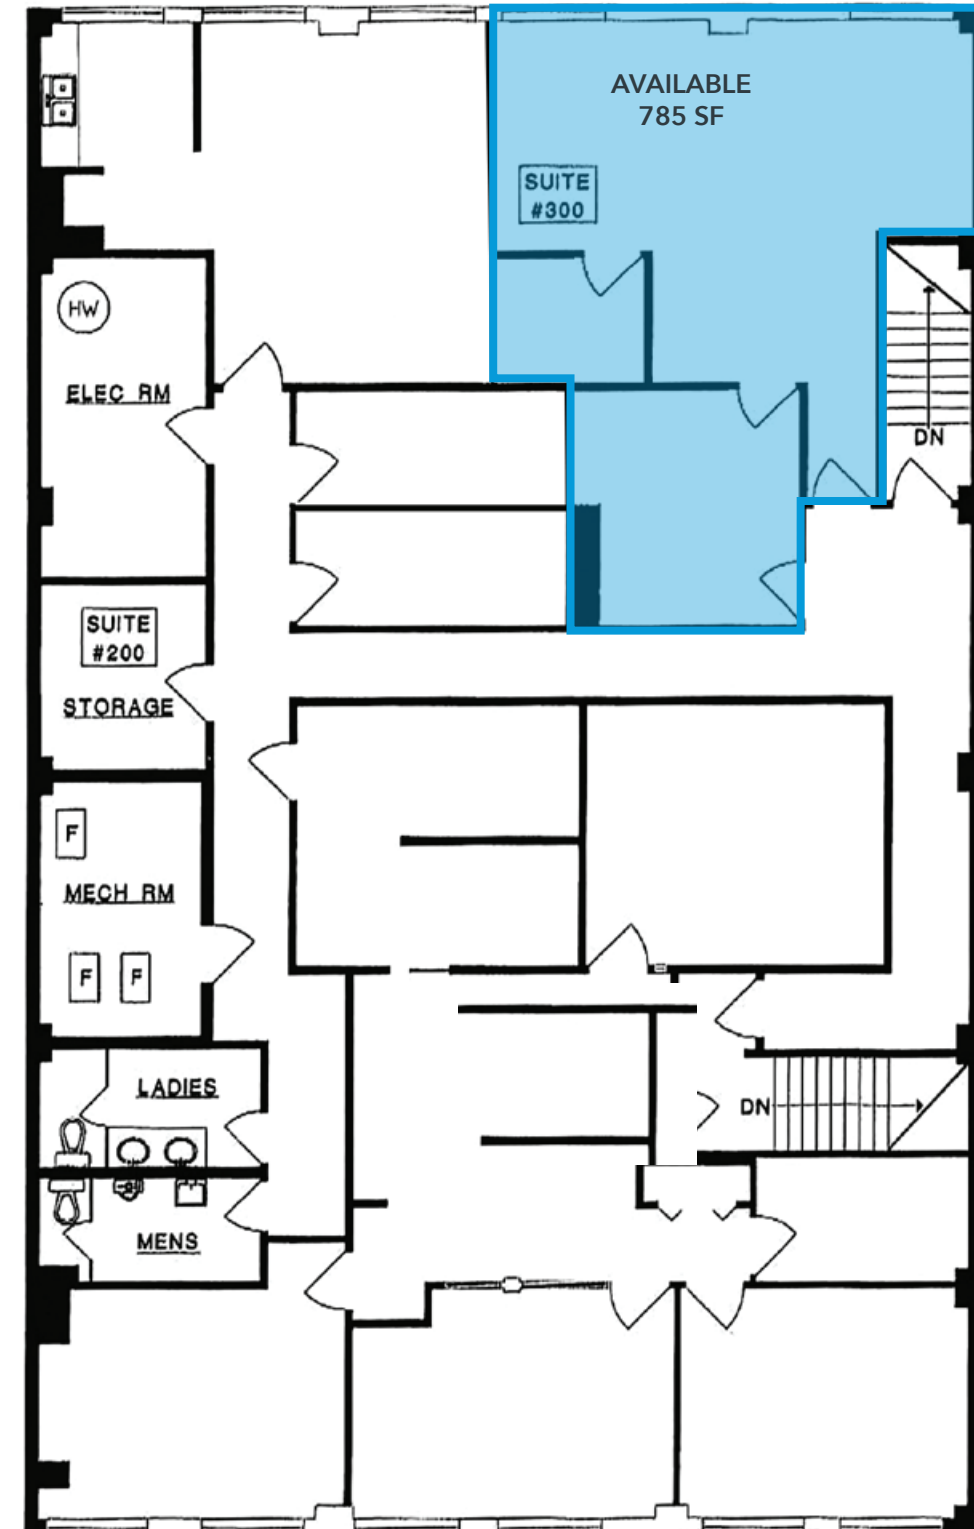 AVAILABLE
785 SF
SUITE
#300
HW
ELEC RM
DN
SUITE
#200
STORAGE
F
MECH RM
F
F
LADIES
DN
MENS